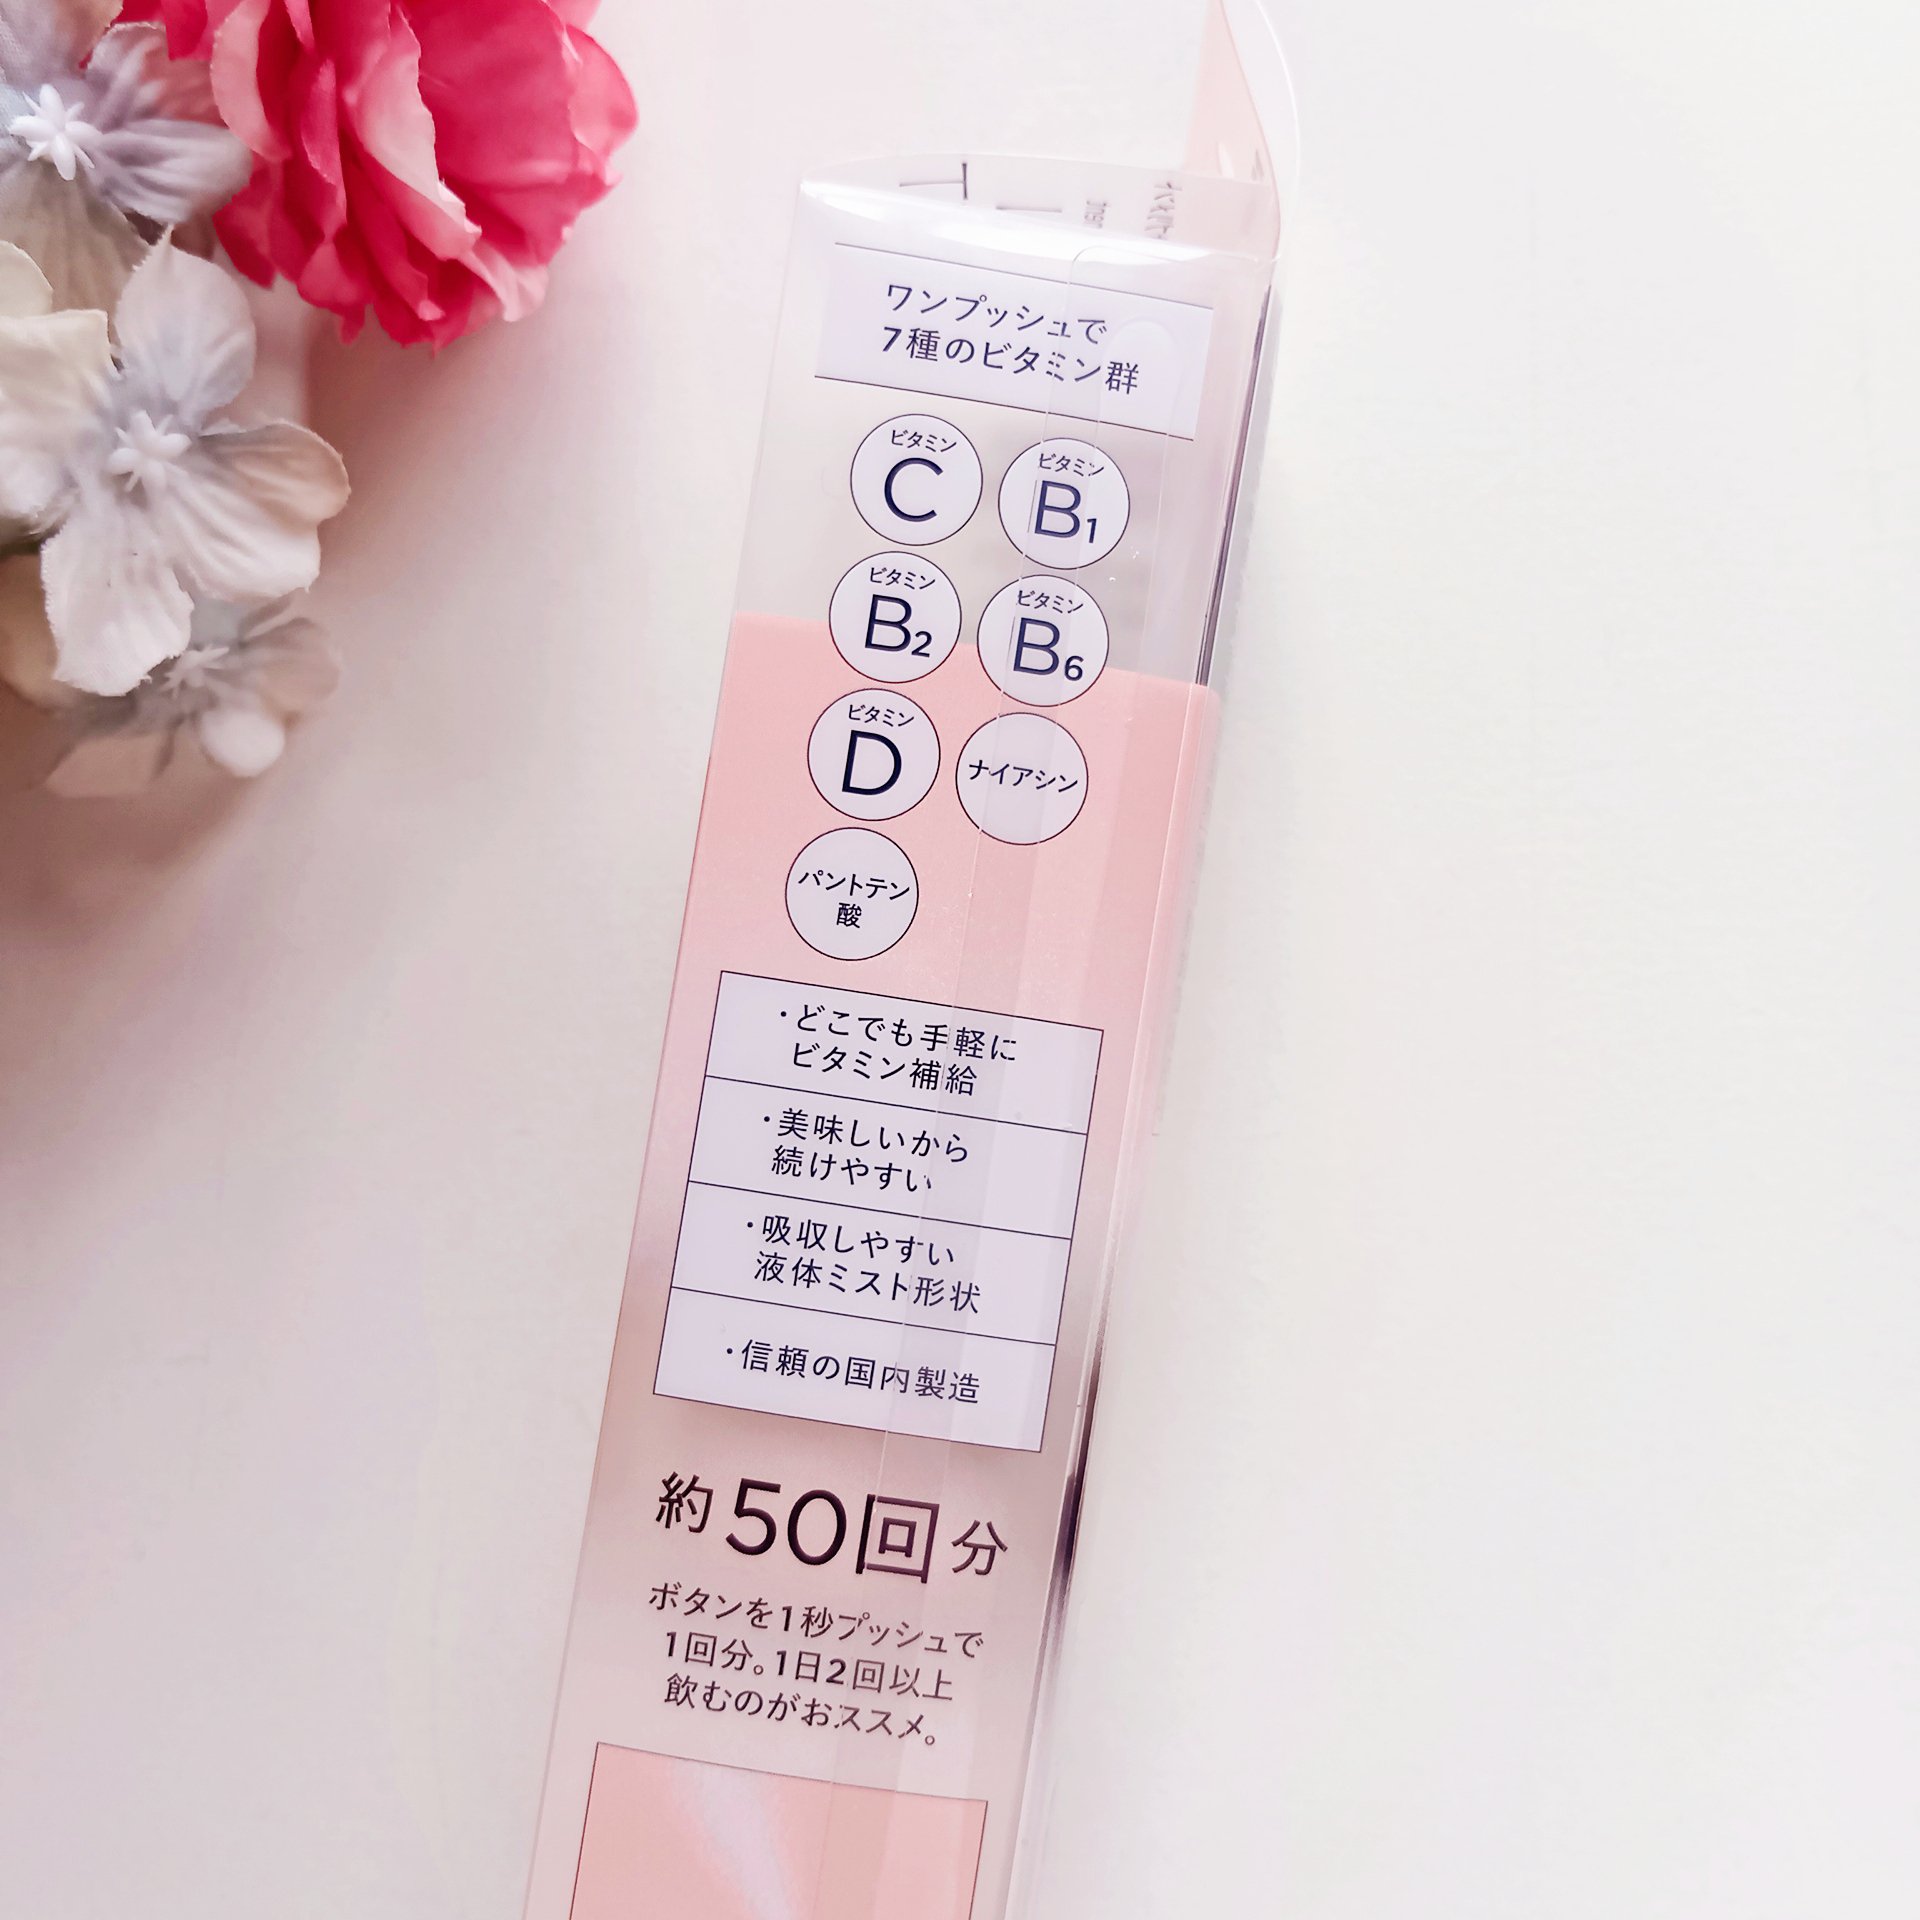 ワンプッシュで
7種のビタミン群
ビタミン
C
ビタミン
B1
ビタミン
B2
ビタミン
B6
ビタミン
D
ナイアシン
パントテン
酸
・どこでも手軽に
ビタミン補給
・美味しいから
続けやすい
・吸収しやすい
液体ミスト形状
・信頼の国内製造
約50回分
ボタンを1秒プッシュで
1回分。1日2回以上
飲むのがおススメ。